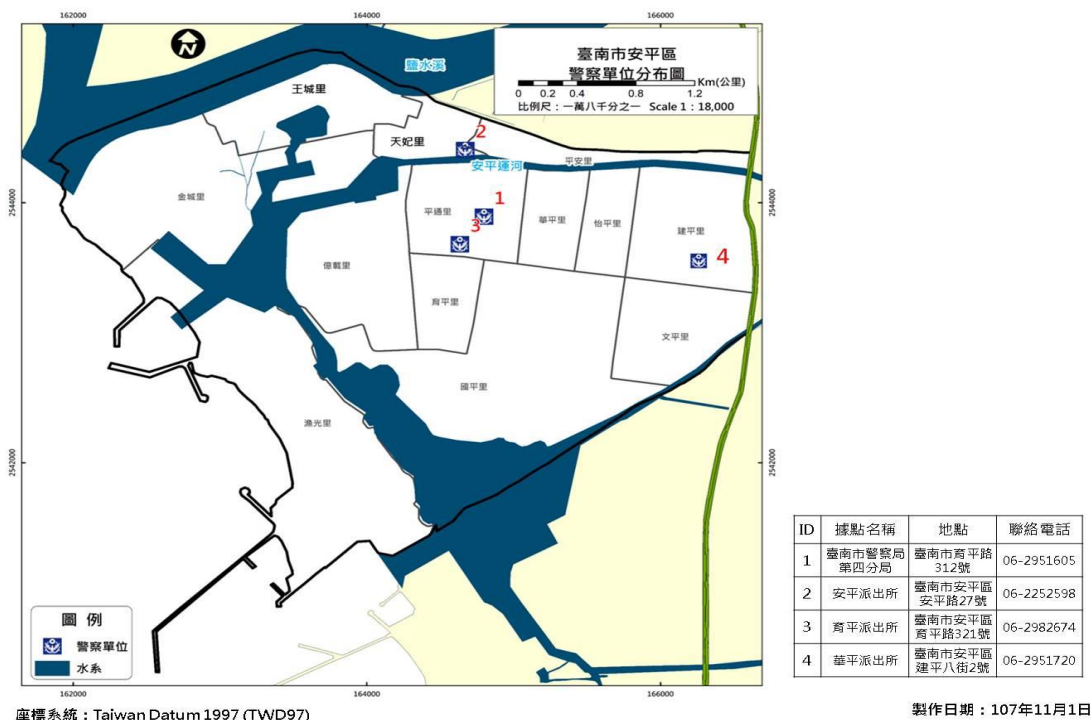 162000
164000
166000
N
臺南市安平區
警察單位分布圖
Km(公里)
0 0.2 0.4 0.8 1.2
比例尺：一萬八千分之一 Scale 1：18,000
鹽水溪
王城里
天妃里
2
安平運河
平安里
金城里
2544000
2544000
平通里
1
3
華平里
怡平里
建平里
4
億載里
育平里
文平里
國平里
漁光里
2542000
2542000
圖 例
警察單位
水系
162000
164000
166000
座標系統：Taiwan Datum 1997 (TWD97)
ID 據點名稱 地點 聯絡電話
1 臺南市警察局 臺南市育平路 06-2951605
第四分局 312號
2 安平派出所 臺南市安平區 06-2252598
安平路27號
3 育平派出所 臺南市安平區 06-2982674
育平路321號
4 華平派出所 臺南市安平區 06-2951720
建平八街2號
製作日期：107年11月1日